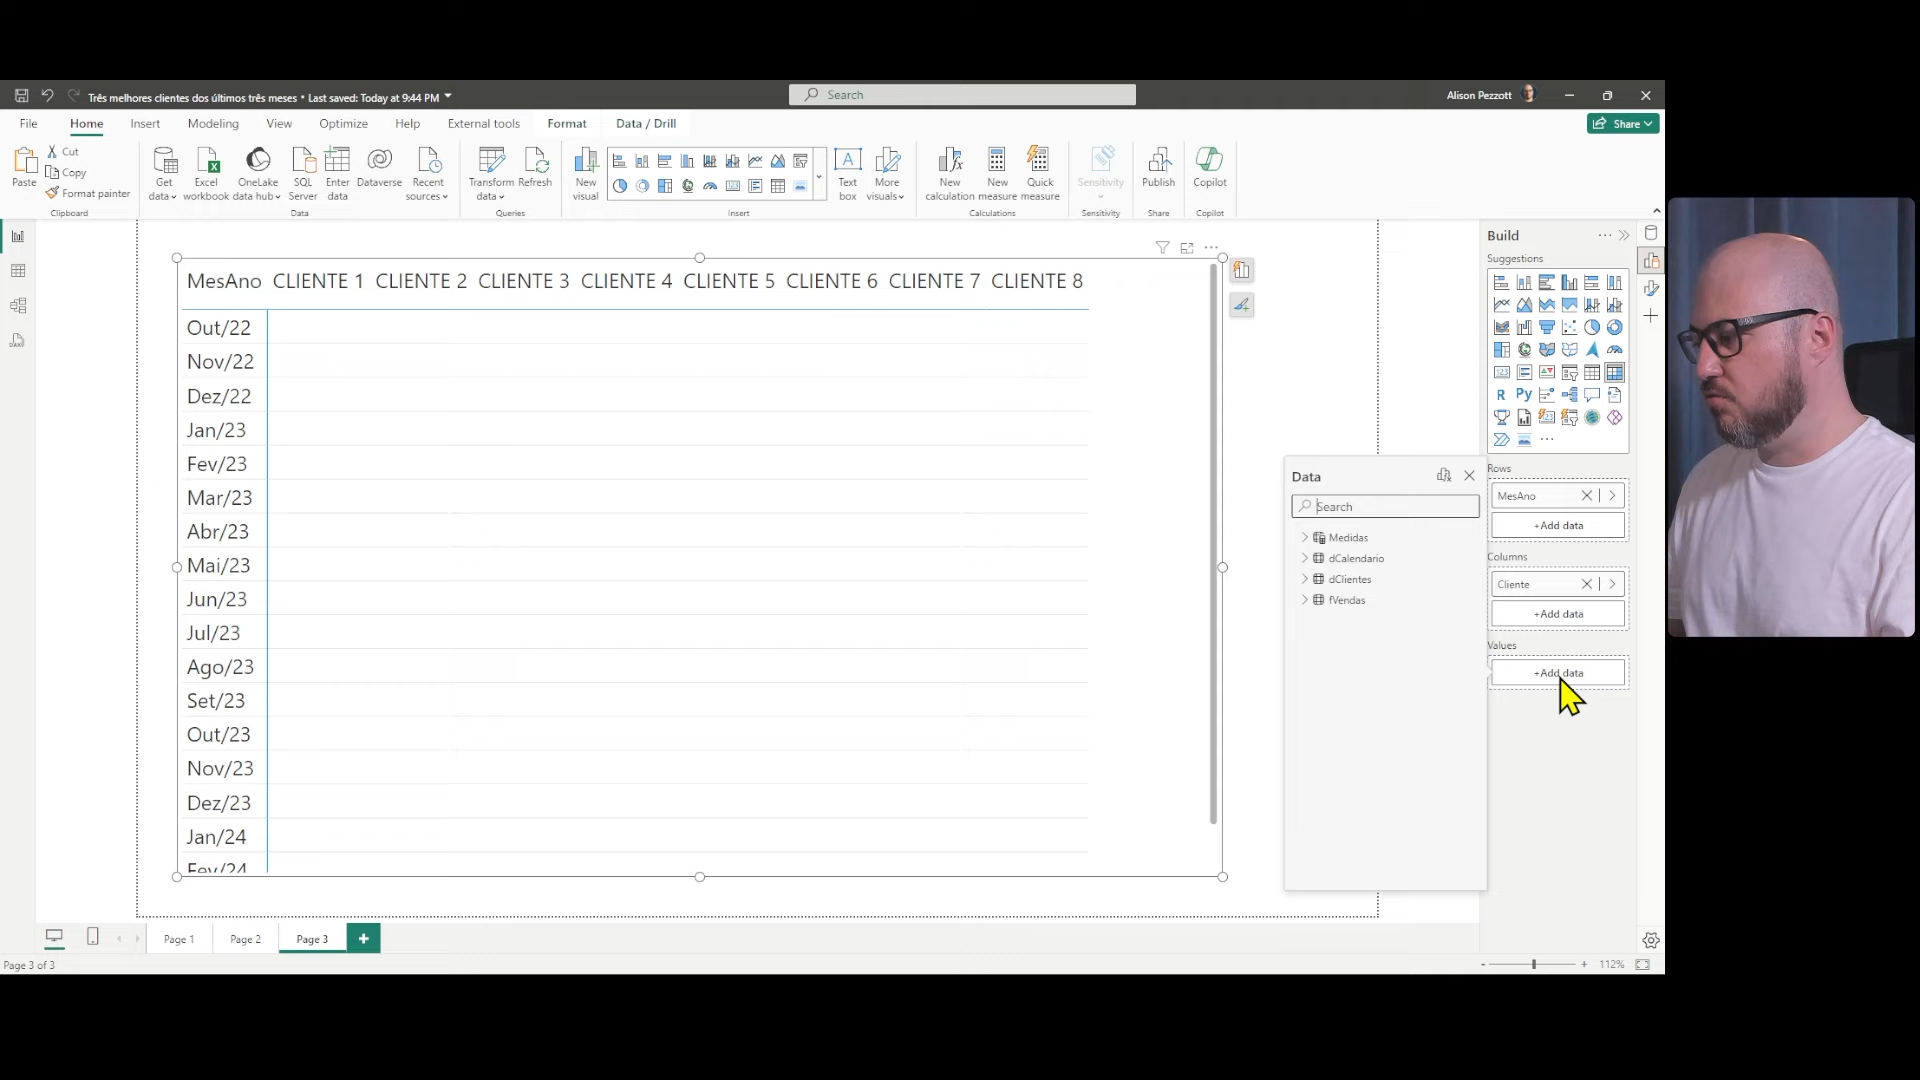 Três melhores clientes dos últimos três meses • Last saved: Today at 9:44 PM
Search
Alison Pezzott
File Home Insert Modeling View Optimize Help External tools Format Data / Drill
Share
Paste
Cut
Copy
Format painter
Clipboard
Get data
Excel workbook
OneLake data hub
SQL Server
Enter data
Dataverse
Recent sources
Data
Transform data
Refresh
Queries
New visual
Text box
More visuals
Insert
New calculation
New measure
Quick measure
Calculations
Sensitivity
Sensitivity
Publish
Share
Copilot
Copilot
MesAno CLIENTE 1 CLIENTE 2 CLIENTE 3 CLIENTE 4 CLIENTE 5 CLIENTE 6 CLIENTE 7 CLIENTE 8
Out/22
Nov/22
Dez/22
Jan/23
Fev/23
Mar/23
Abr/23
Mai/23
Jun/23
Jul/23
Ago/23
Set/23
Out/23
Nov/23
Dez/23
Jan/24
Fev/24
Data
Search
Medidas
dCalendario
dClientes
fVendas
Build
Suggestions
R Py
123
Rows
MesAno
+Add data
Columns
Cliente
+Add data
Values
+Add data
Page 1 Page 2 Page 3
Page 3 of 3
112%